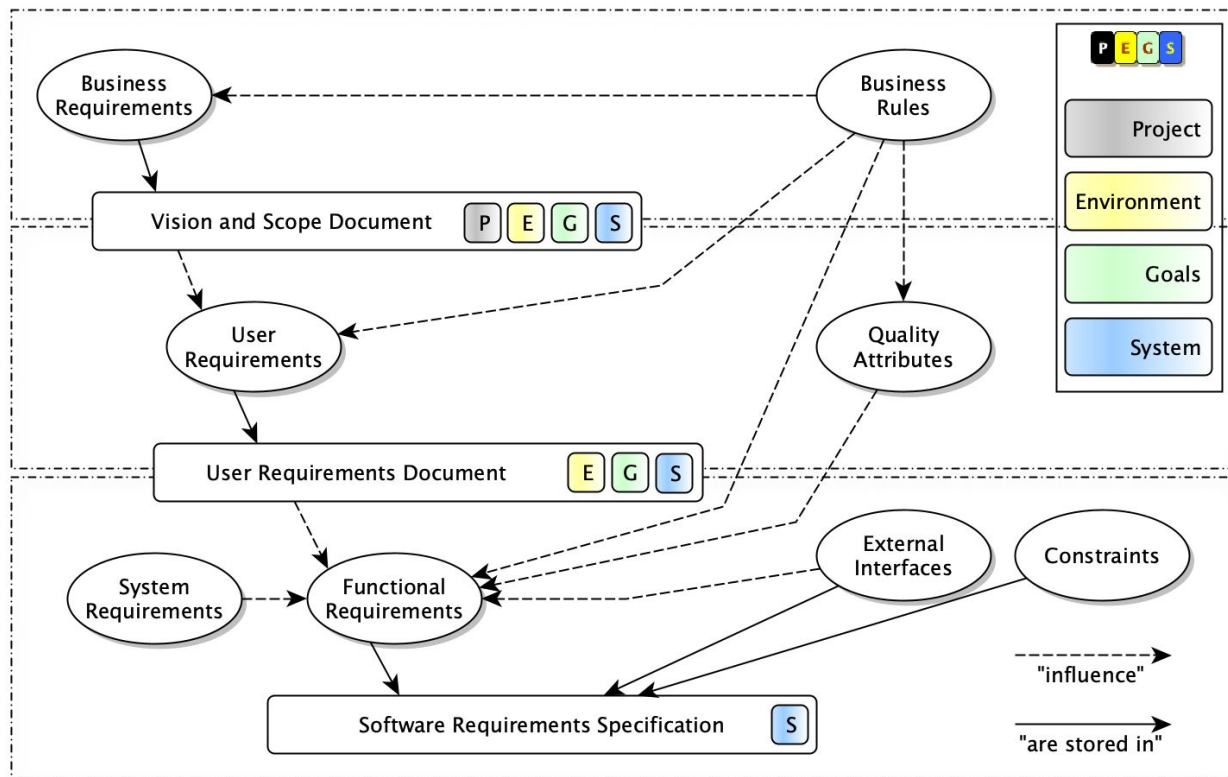 Business
Requirements
Business
Rules
P E G S
Project
Environment
Goals
System
Vision and Scope Document P E G S
User
Requirements
Quality
Attributes
User Requirements Document E G S
System
Requirements
Functional
Requirements
External
Interfaces
Constraints
"influence"
Software Requirements Specification S
"are stored in"